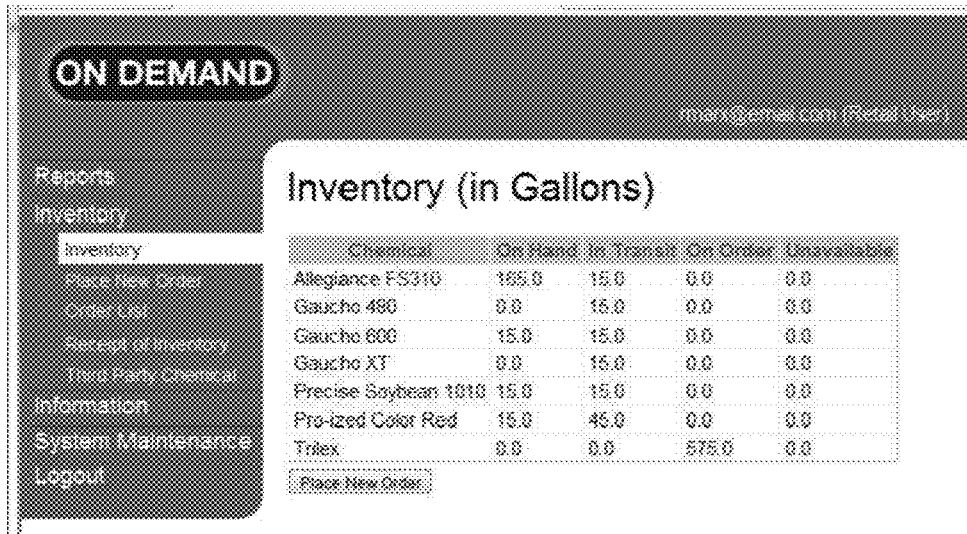 ON DEMAND
(Retail User)
Reports
Inventory
Inventory
Place New Order
Order List
Receipt of Inventory
Third Party Chemical
Information
System Maintenance
Logout
Inventory (in Gallons)
Chemical On Hand In Transit On Order Unavailable
Allegiance FS310 165.0 15.0 0.0 0.0
Gaucho 480 0.0 15.0 0.0 0.0
Gaucho 600 15.0 15.0 0.0 0.0
Gaucho XT 0.0 15.0 0.0 0.0
Precise Soybean 1010 15.0 15.0 0.0 0.0
Pro-ized Color Red 15.0 45.0 0.0 0.0
Trilex 0.0 0.0 575.0 0.0
Place New Order